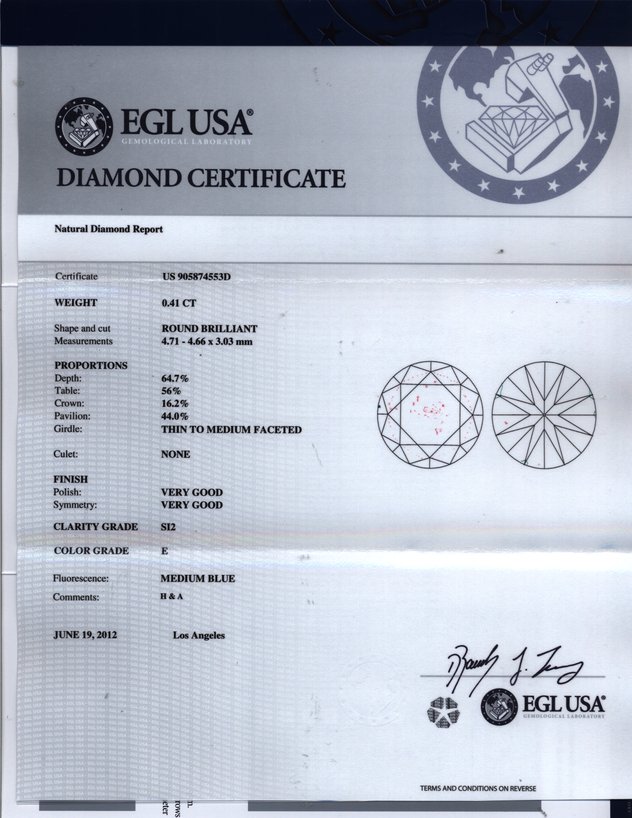 EGL USA®
GEMOLOGICAL LABORATORY
DIAMOND CERTIFICATE
Natural Diamond Report
Certificate US 905874553D
WEIGHT 0.41 CT
Shape and cut ROUND BRILLIANT
Measurements 4.71 - 4.66 x 3.03 mm
PROPORTIONS
Depth: 64.7%
Table: 56%
Crown: 16.2%
Pavilion: 44.0%
Girdle: THIN TO MEDIUM FACETED
Culet: NONE
FINISH
Polish: VERY GOOD
Symmetry: VERY GOOD
CLARITY GRADE SI2
COLOR GRADE E
Fluorescence: MEDIUM BLUE
Comments: H & A
JUNE 19, 2012 Los Angeles
EGL USA®
GEMOLOGICAL LABORATORY
TERMS AND CONDITIONS ON REVERSE